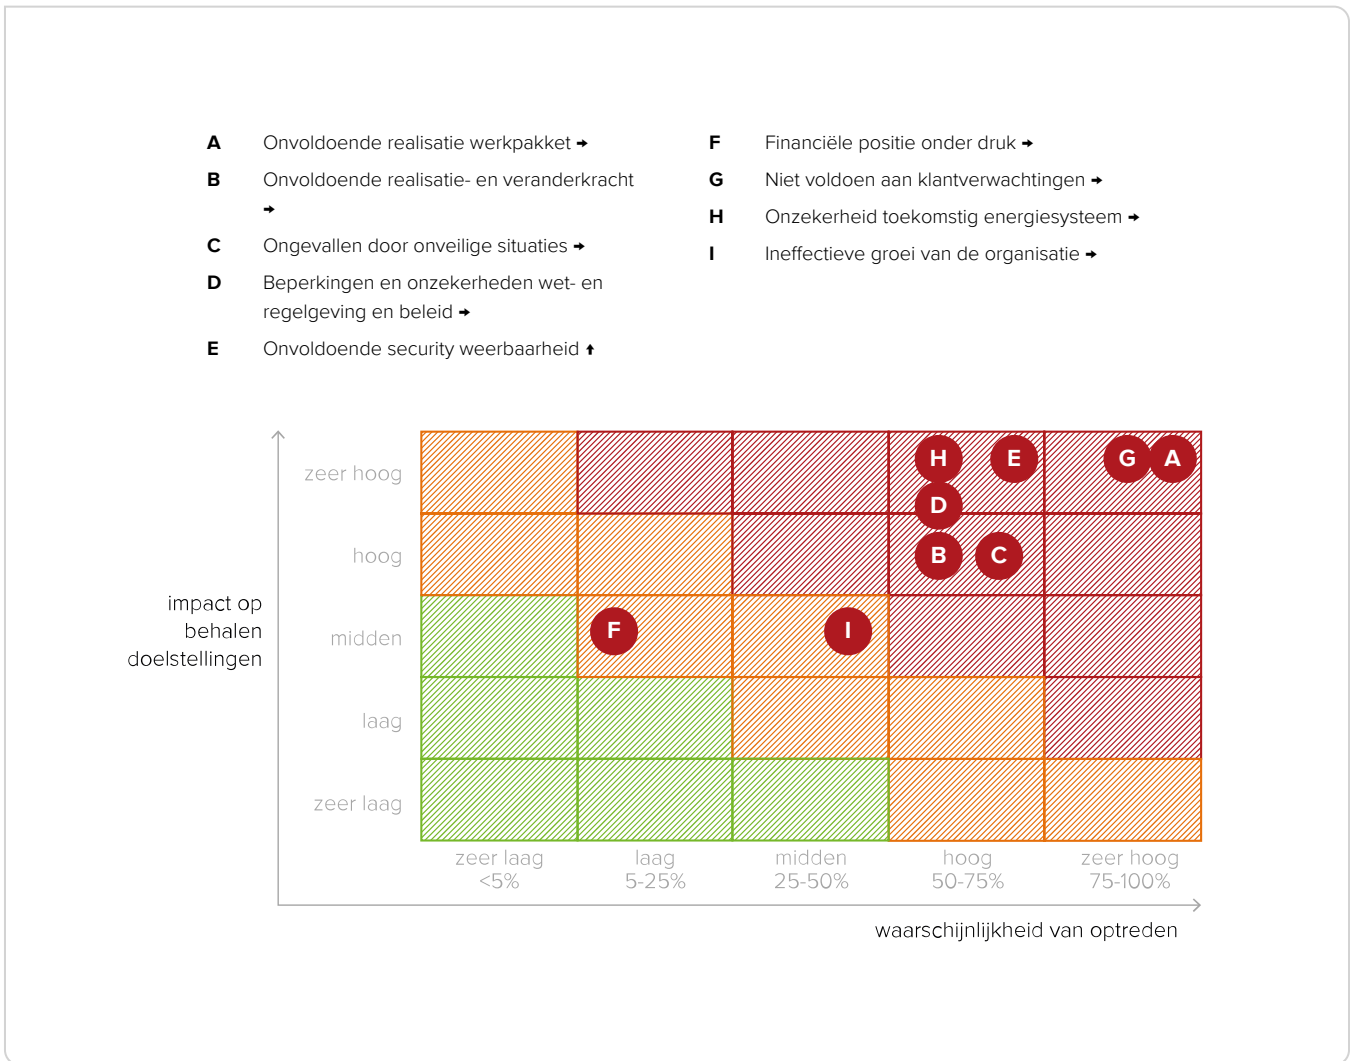 A Onvoldoende realisatie werkpakket →
B Onvoldoende realisatie- en veranderkracht
→
C Ongevallen door onveilige situaties →
D Beperkingen en onzekerheden wet- en
regelgeving en beleid →
E Onvoldoende security weerbaarheid ↑
F Financiële positie onder druk →
G Niet voldoen aan klantverwachtingen →
H Onzekerheid toekomstig energiesysteem →
I Ineffectieve groei van de organisatie →
impact op
behalen
doelstellingen
zeer hoog
H E G A
D
hoog
B C
midden
F I
laag
zeer laag
zeer laag laag midden hoog zeer hoog
<5% 5-25% 25-50% 50-75% 75-100%
waarschijnlijkheid van optreden